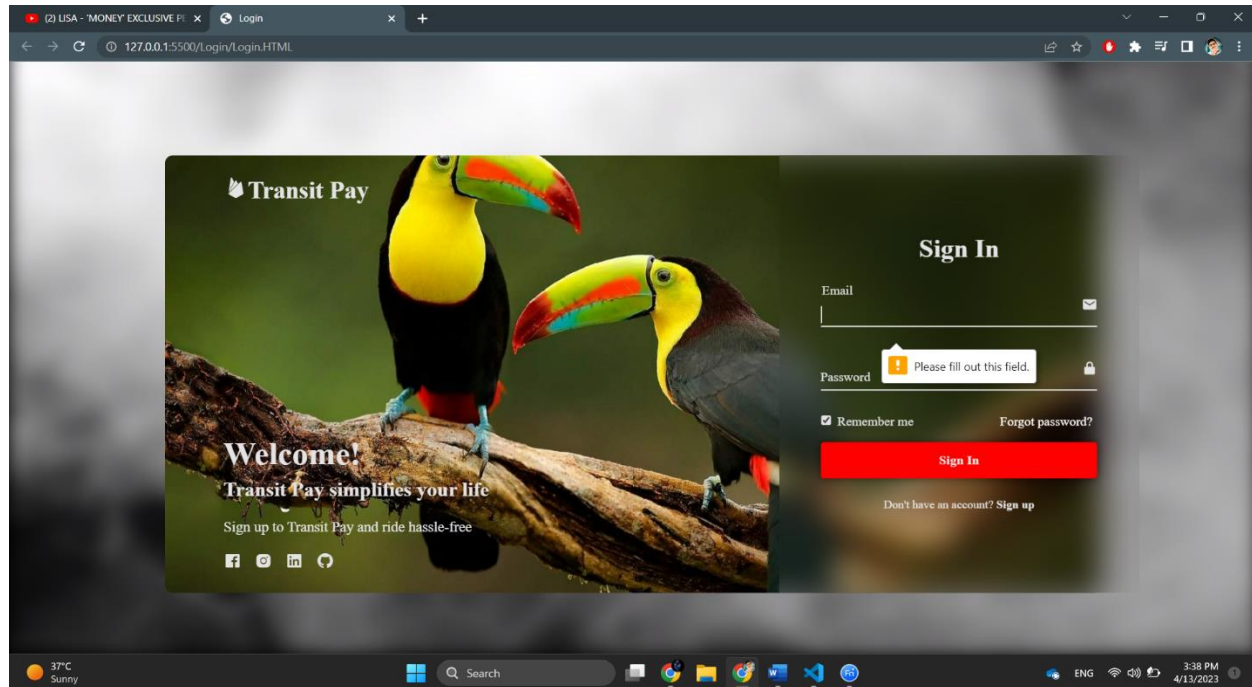 (2) LISA - 'MONEY' EXCLUSIVE PE
Login
127.0.0.1:5500/Login/Login.HTML
Transit Pay
Welcome!
Transit Pay simplifies your life
Sign up to Transit Pay and ride hassle-free
Sign In
Email
Please fill out this field.
Password
Remember me
Forgot password?
Sign In
Don't have an account? Sign up
37°C
Sunny
Search
ENG
3:38 PM
4/13/2023